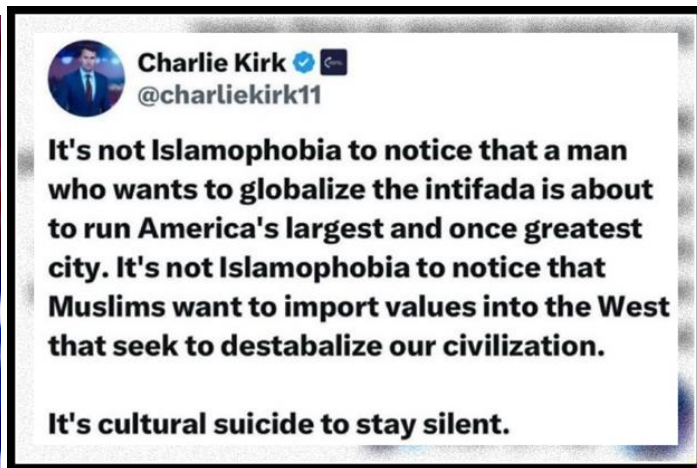 Charlie Kirk
@charliekirk11
It's not Islamophobia to notice that a man
who wants to globalize the intifada is about
to run America's largest and once greatest
city. It's not Islamophobia to notice that
Muslims want to import values into the West
that seek to destabalize our civilization.
It's cultural suicide to stay silent.